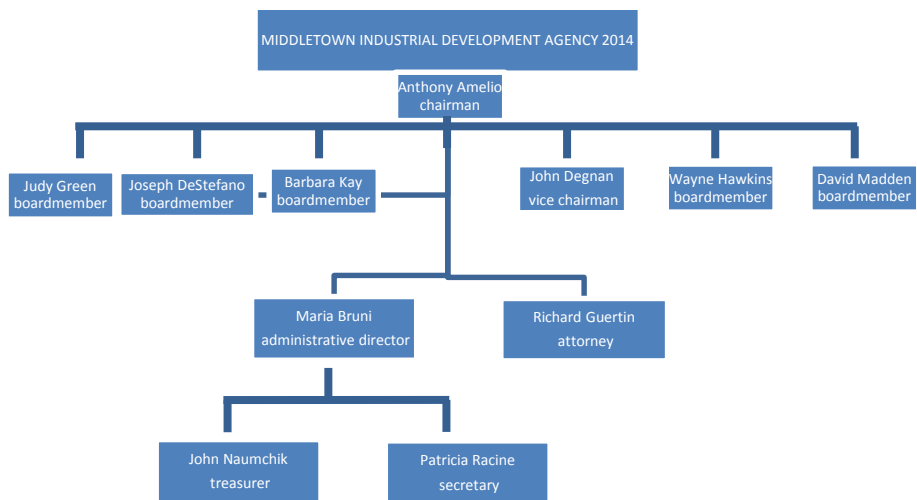 MIDDLETOWN INDUSTRIAL DEVELOPMENT AGENCY 2014
Anthony Amelio
chairman
Judy Green
boardmember
Joseph DeStefano
boardmember
Barbara Kay
boardmember
John Degnan
vice chairman
Wayne Hawkins
boardmember
David Madden
boardmember
Maria Bruni
administrative director
Richard Guertin
attorney
John Naumchik
treasurer
Patricia Racine
secretary